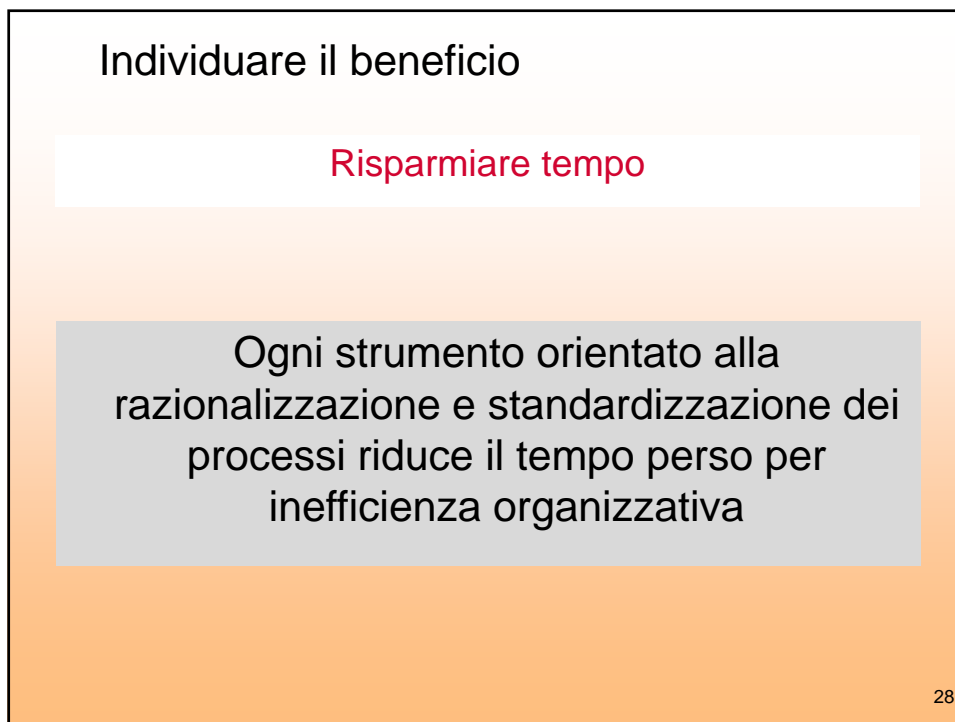 Individuare il beneficio
Risparmiare tempo
Ogni strumento orientato alla
razionalizzazione e standardizzazione dei
processi riduce il tempo perso per
inefficienza organizzativa
28